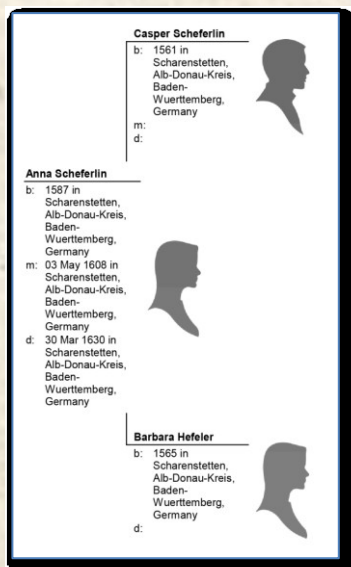 Casper Scheferlin
b: 1561 in
Scharenstetten,
Alb-Donau-Kreis,
Baden-
Wuerttemberg,
Germany
m:
d:
Anna Scheferlin
b: 1587 in
Scharenstetten,
Alb-Donau-Kreis,
Baden-
Wuerttemberg,
Germany
m: 03 May 1608 in
Scharenstetten,
Alb-Donau-Kreis,
Baden-
Wuerttemberg,
Germany
d: 30 Mar 1630 in
Scharenstetten,
Alb-Donau-Kreis,
Baden-
Wuerttemberg,
Germany
Barbara Hefeler
b: 1565 in
Scharenstetten,
Alb-Donau-Kreis,
Baden-
Wuerttemberg,
Germany
d: